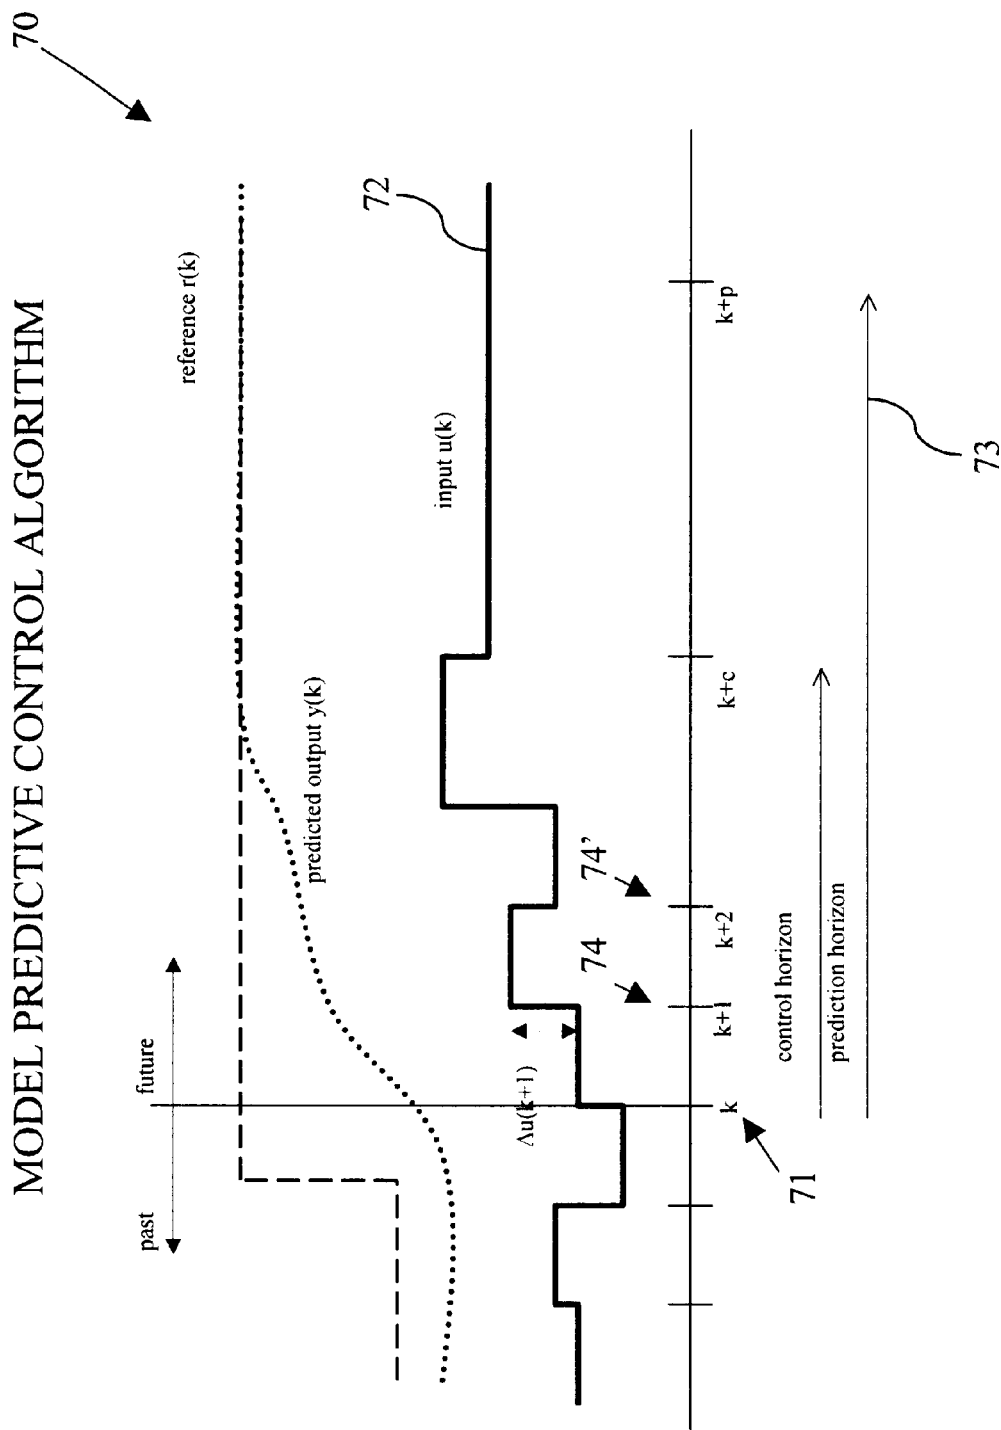 MODEL PREDICTIVE CONTROL ALGORITHM
70
past
future
reference r(k)
predicted output y(k)
72
input u(k)
Δu(k+1)
74
74’
k
k+1
k+2
k+c
k+p
71
control horizon
prediction horizon
73